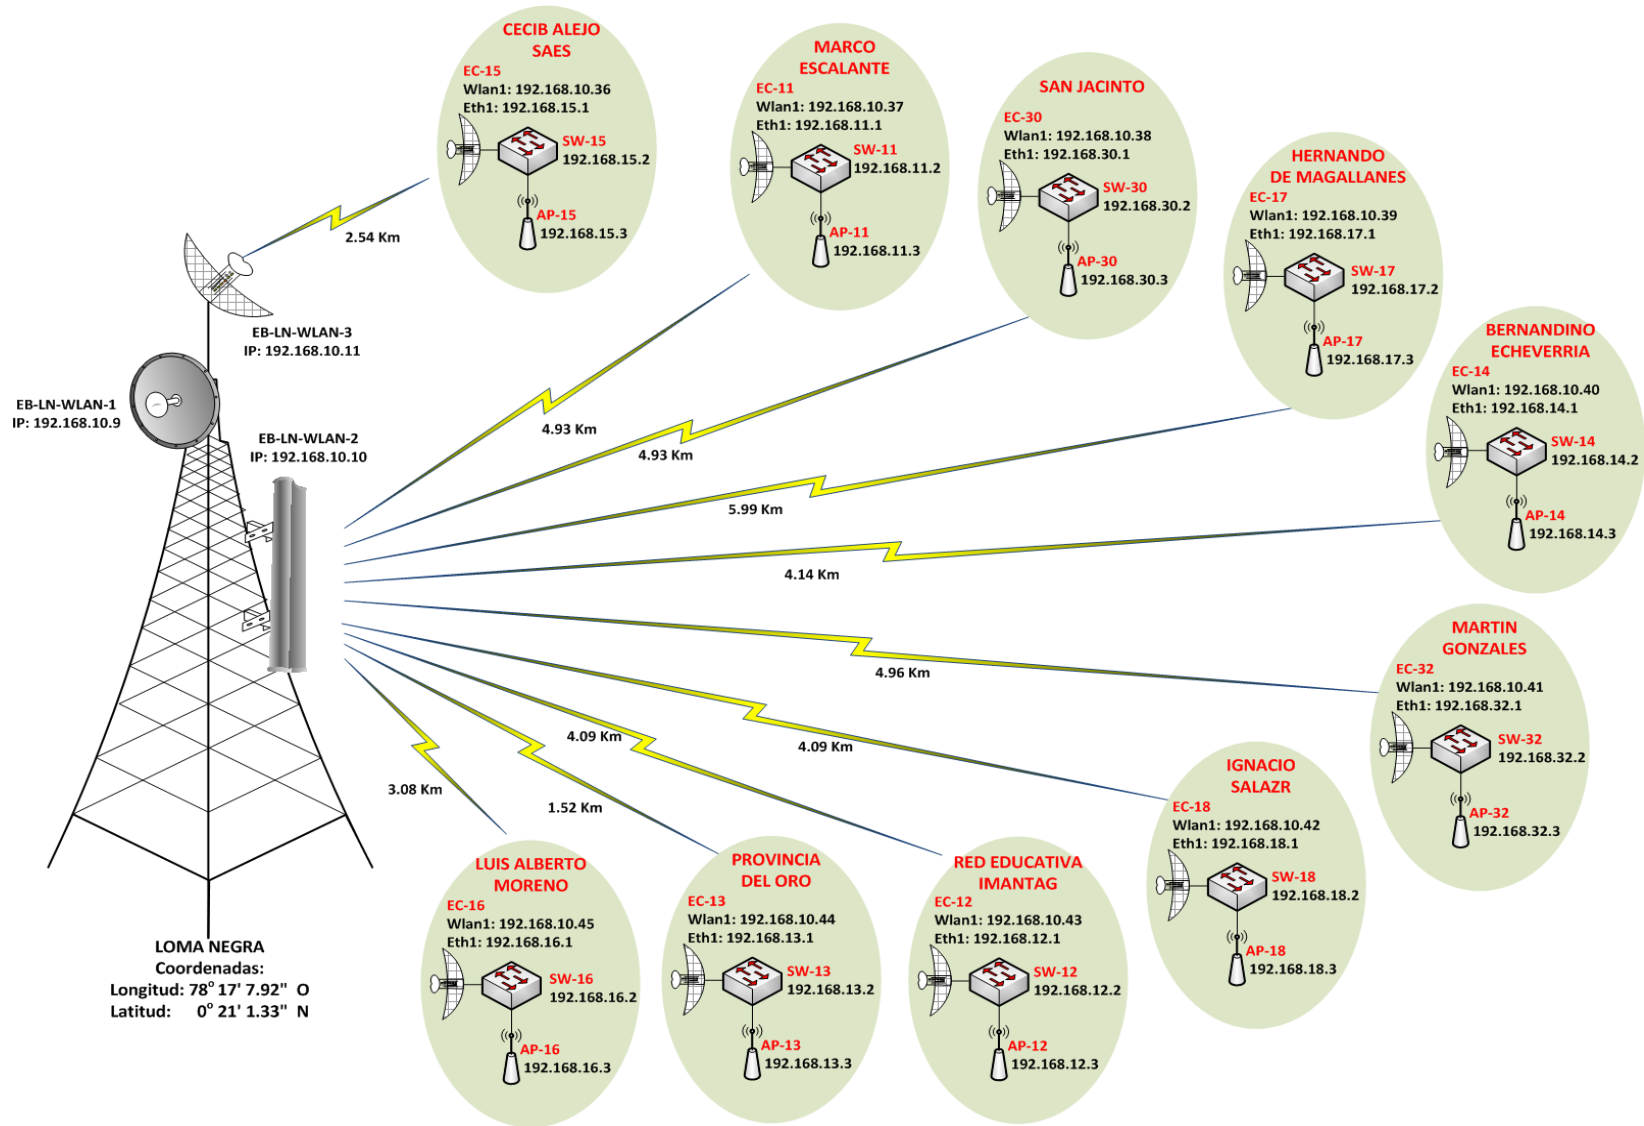 CECIB ALEJO
SAES
EC-15
Wlan1: 192.168.10.36
Eth1: 192.168.15.1
SW-15
192.168.15.2
AP-15
192.168.15.3
2.54 Km
MARCO
ESCALANTE
EC-11
Wlan1: 192.168.10.37
Eth1: 192.168.11.1
SW-11
192.168.11.2
AP-11
192.168.11.3
4.93 Km
SAN JACINTO
EC-30
Wlan1: 192.168.10.38
Eth1: 192.168.30.1
SW-30
192.168.30.2
AP-30
192.168.30.3
4.93 Km
HERNANDO
DE MAGALLANES
EC-17
Wlan1: 192.168.10.39
Eth1: 192.168.17.1
SW-17
192.168.17.2
AP-17
192.168.17.3
5.99 Km
BERNANDINO
ECHEVERRIA
EC-14
Wlan1: 192.168.10.40
Eth1: 192.168.14.1
SW-14
192.168.14.2
AP-14
192.168.14.3
4.14 Km
MARTIN
GONZALES
EC-32
Wlan1: 192.168.10.41
Eth1: 192.168.32.1
SW-32
192.168.32.2
AP-32
192.168.32.3
4.96 Km
IGNACIO
SALAZR
EC-18
Wlan1: 192.168.10.42
Eth1: 192.168.18.1
SW-18
192.168.18.2
AP-18
192.168.18.3
4.09 Km
RED EDUCATIVA
IMANTAG
EC-12
Wlan1: 192.168.10.43
Eth1: 192.168.12.1
SW-12
192.168.12.2
AP-12
192.168.12.3
4.09 Km
PROVINCIA
DEL ORO
EC-13
Wlan1: 192.168.10.44
Eth1: 192.168.13.1
SW-13
192.168.13.2
AP-13
192.168.13.3
1.52 Km
LUIS ALBERTO
MORENO
EC-16
Wlan1: 192.168.10.45
Eth1: 192.168.16.1
SW-16
192.168.16.2
AP-16
192.168.16.3
3.08 Km
EB-LN-WLAN-3
IP: 192.168.10.11
EB-LN-WLAN-1
IP: 192.168.10.9
EB-LN-WLAN-2
IP: 192.168.10.10
LOMA NEGRA
Coordenadas:
Longitud: 78° 17' 7.92" O
Latitud: 0° 21' 1.33" N